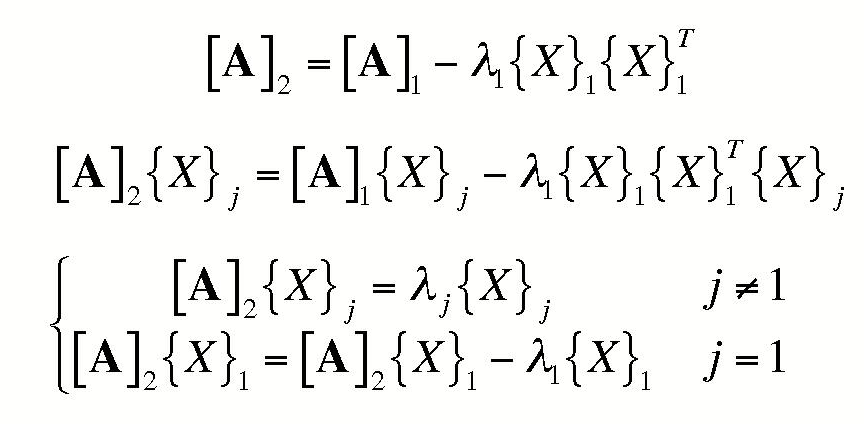 [A]₂ = [A]₁ − λ₁{X}₁{X}₁ᵀ
[A]₂{X}ⱼ = [A]₁{X}ⱼ − λ₁{X}₁{X}₁ᵀ{X}ⱼ
[A]₂{X}ⱼ = λⱼ{X}ⱼ j ≠ 1
[A]₂{X}₁ = [A]₂{X}₁ − λ₁{X}₁ j = 1